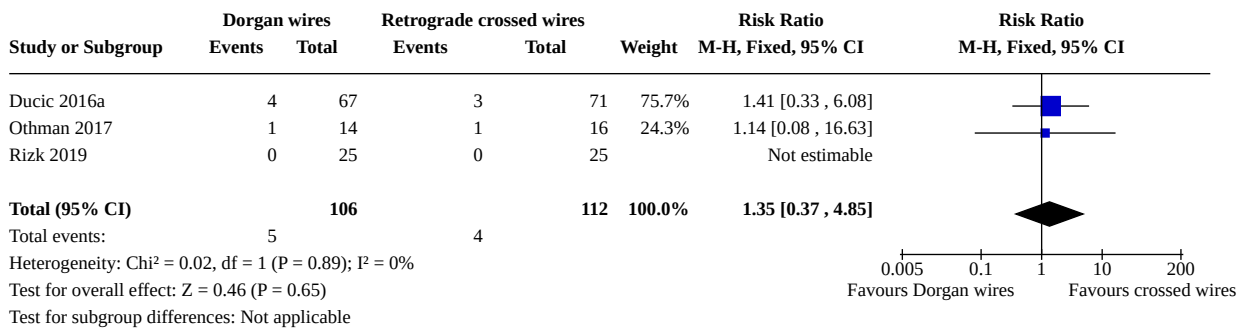 Dorgan wires Retrograde crossed wires Risk Ratio Risk Ratio
Study or Subgroup Events Total Events Total Weight M-H, Fixed, 95% CI M-H, Fixed, 95% CI
Ducic 2016a 4 67 3 71 75.7% 1.41 [0.33 , 6.08]
Othman 2017 1 14 1 16 24.3% 1.14 [0.08 , 16.63]
Rizk 2019 0 25 0 25 Not estimable
Total (95% CI) 106 112 100.0% 1.35 [0.37 , 4.85]
Total events: 5 4
Heterogeneity: Chi² = 0.02, df = 1 (P = 0.89); I² = 0%
Test for overall effect: Z = 0.46 (P = 0.65)
Test for subgroup differences: Not applicable
0.005 0.1 1 10 200
Favours Dorgan wires Favours crossed wires